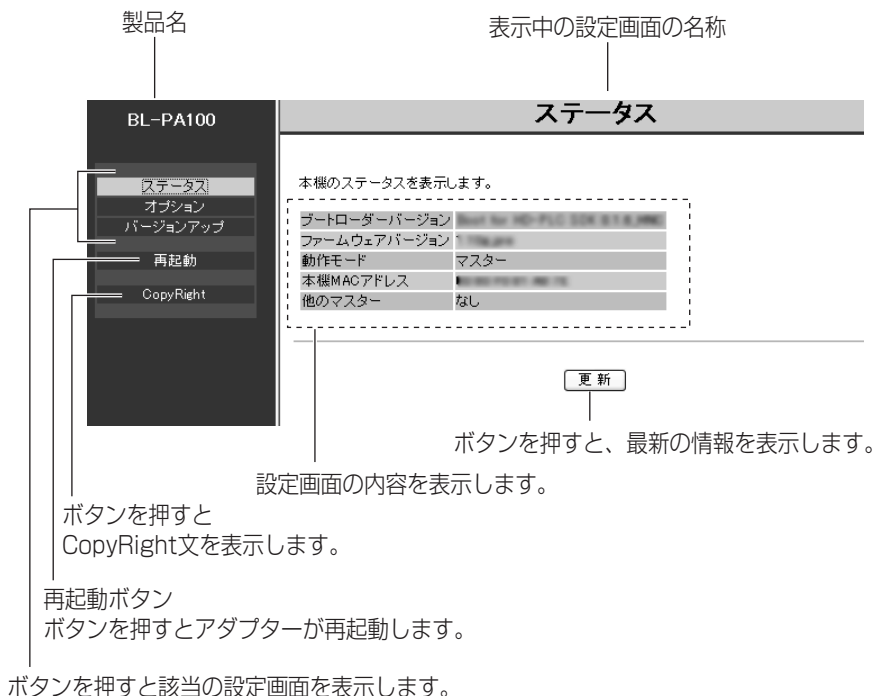 製品名
表示中の設定画面の名称
BL-PA100
ステータス
ステータス
オプション
バージョンアップ
再起動
CopyRight
本機のステータスを表示します。
ブートローダーバージョン
ファームウェアバージョン
動作モード マスター
本機MACアドレス
他のマスター なし
更新
ボタンを押すと、最新の情報を表示します。
設定画面の内容を表示します。
ボタンを押すと
CopyRight文を表示します。
再起動ボタン
ボタンを押すとアダプターが再起動します。
ボタンを押すと該当の設定画面を表示します。